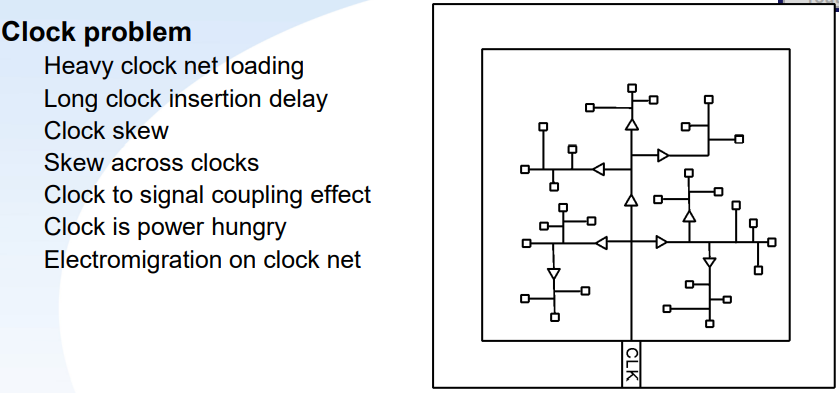 Clock problem
Heavy clock net loading
Long clock insertion delay
Clock skew
Skew across clocks
Clock to signal coupling effect
Clock is power hungry
Electromigration on clock net
CLK